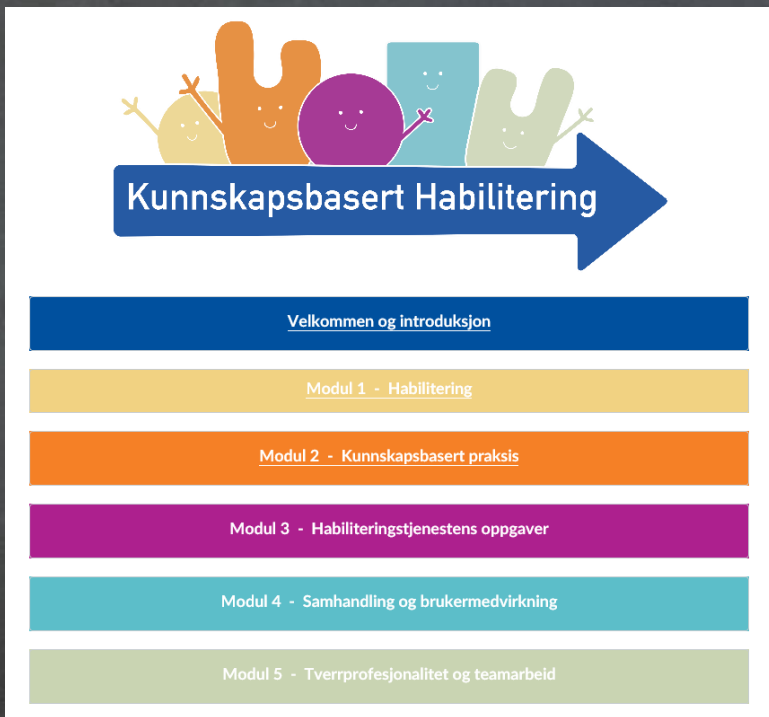 Kunnskapsbasert Habilitering
Velkommen og introduksjon
Modul 1 - Habilitering
Modul 2 - Kunnskapsbasert praksis
Modul 3 - Habiliteringstjenestens oppgaver
Modul 4 - Samhandling og brukermedvirkning
Modul 5 - Tverrprofesjonalitet og teamarbeid